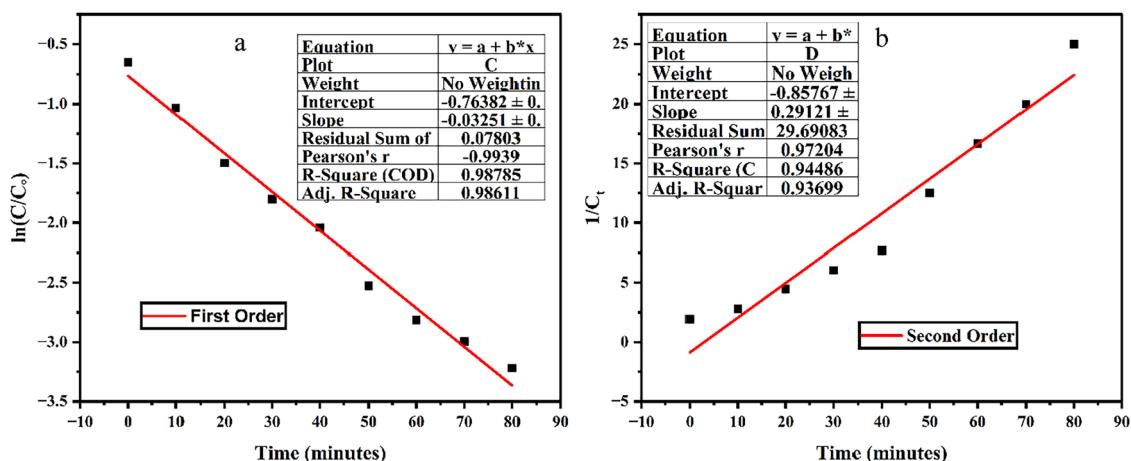 a
Equation y = a + b*x
Plot C
Weight No Weightin
Intercept -0.76382 ± 0.
Slope -0.03251 ± 0.
Residual Sum of 0.07803
Pearson's r -0.9939
R-Square (COD) 0.98785
Adj. R-Square 0.98611
−0.5
−1.0
−1.5
−2.0
−2.5
−3.0
−3.5
ln(C/C₀)
First Order
0 10 20 30 40 50 60 70 80 90
Time (minutes)
b
Equation y = a + b*
Plot D
Weight No Weigh
Intercept -0.85767 ±
Slope 0.29121 ±
Residual Sum 29.69083
Pearson's r 0.97204
R-Square (C 0.94486
Adj. R-Squar 0.93699
25
20
15
10
5
0
−5
1/Cₜ
Second Order
0 10 20 30 40 50 60 70 80 90
Time (minutes)